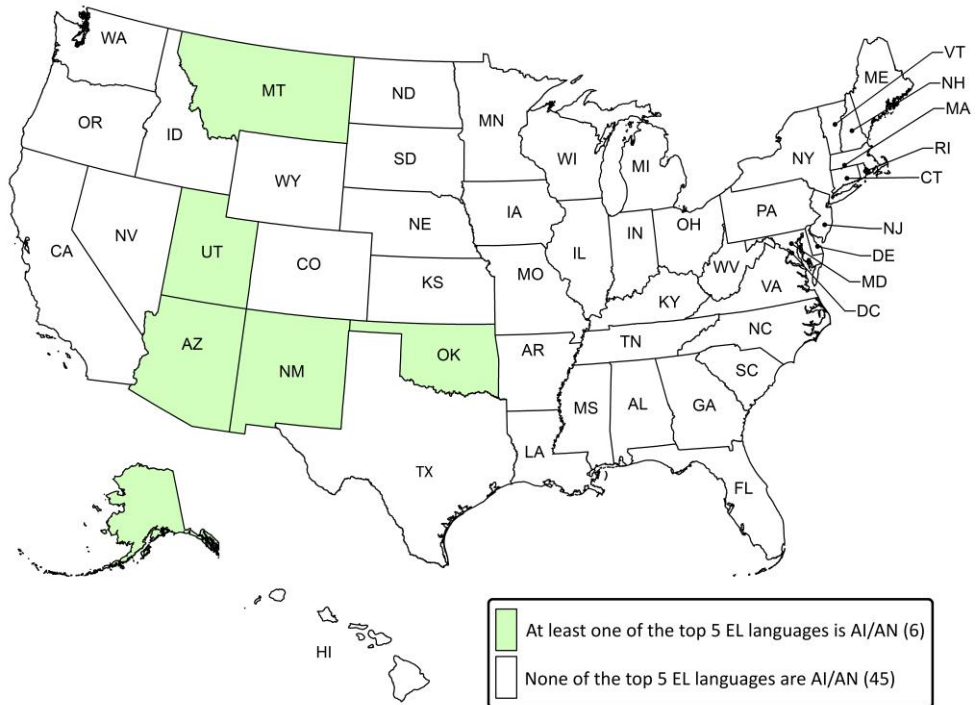 WA
MT
ND
MN
ME
VT
NH
MA
RI
CT
OR
ID
SD
WI
MI
NY
WY
NE
IA
PA
NJ
DE
MD
DC
CA
NV
UT
CO
KS
MO
IL
IN
OH
WV
VA
KY
AZ
NM
OK
AR
TN
NC
SC
MS
AL
GA
TX
LA
FL
HI
At least one of the top 5 EL languages is AI/AN (6)
None of the top 5 EL languages are AI/AN (45)